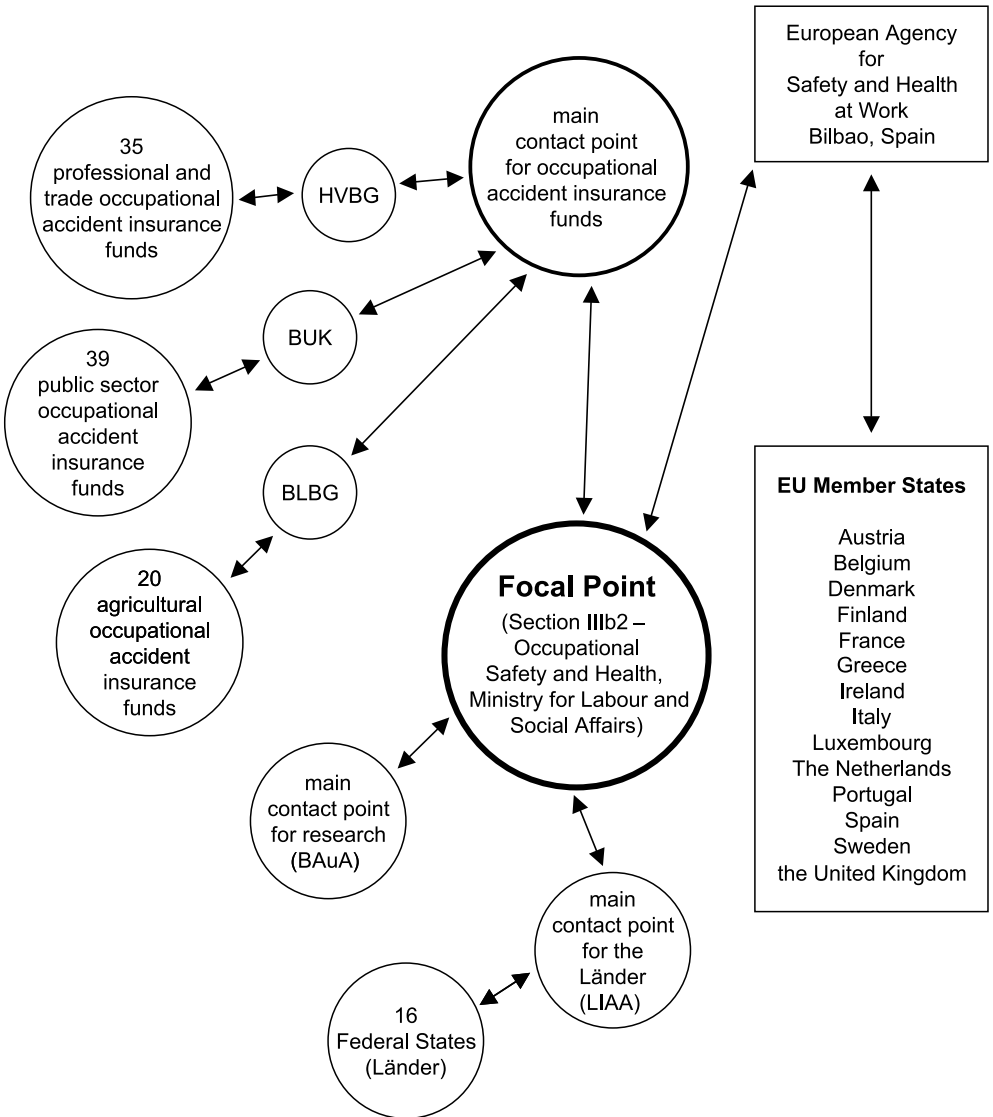 European Agency
for
Safety and Health
at Work
Bilbao, Spain
main
contact point
for occupational
accident insurance
funds
35
professional and
trade occupational
accident insurance
funds
HVBG
BUK
39
public sector
occupational
accident
insurance
funds
BLBG
20
agricultural
occupational
accident
insurance
funds
Focal Point
(Section IIIb2 –
Occupational
Safety and Health,
Ministry for Labour and
Social Affairs)
EU Member States
Austria
Belgium
Denmark
Finland
France
Greece
Ireland
Italy
Luxembourg
The Netherlands
Portugal
Spain
Sweden
the United Kingdom
main
contact point
for research
(BAuA)
main
contact point
for the
Länder
(LIAA)
16
Federal States
(Länder)